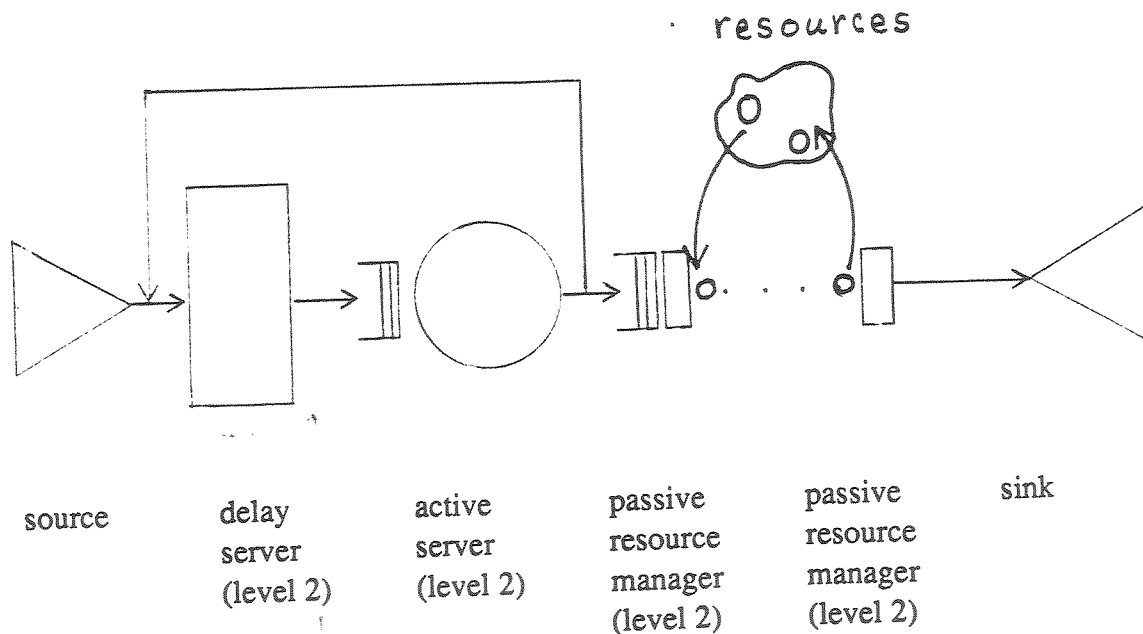 resources
source
delay
server
(level 2)
active
server
(level 2)
passive
resource
manager
(level 2)
passive
resource
manager
(level 2)
sink